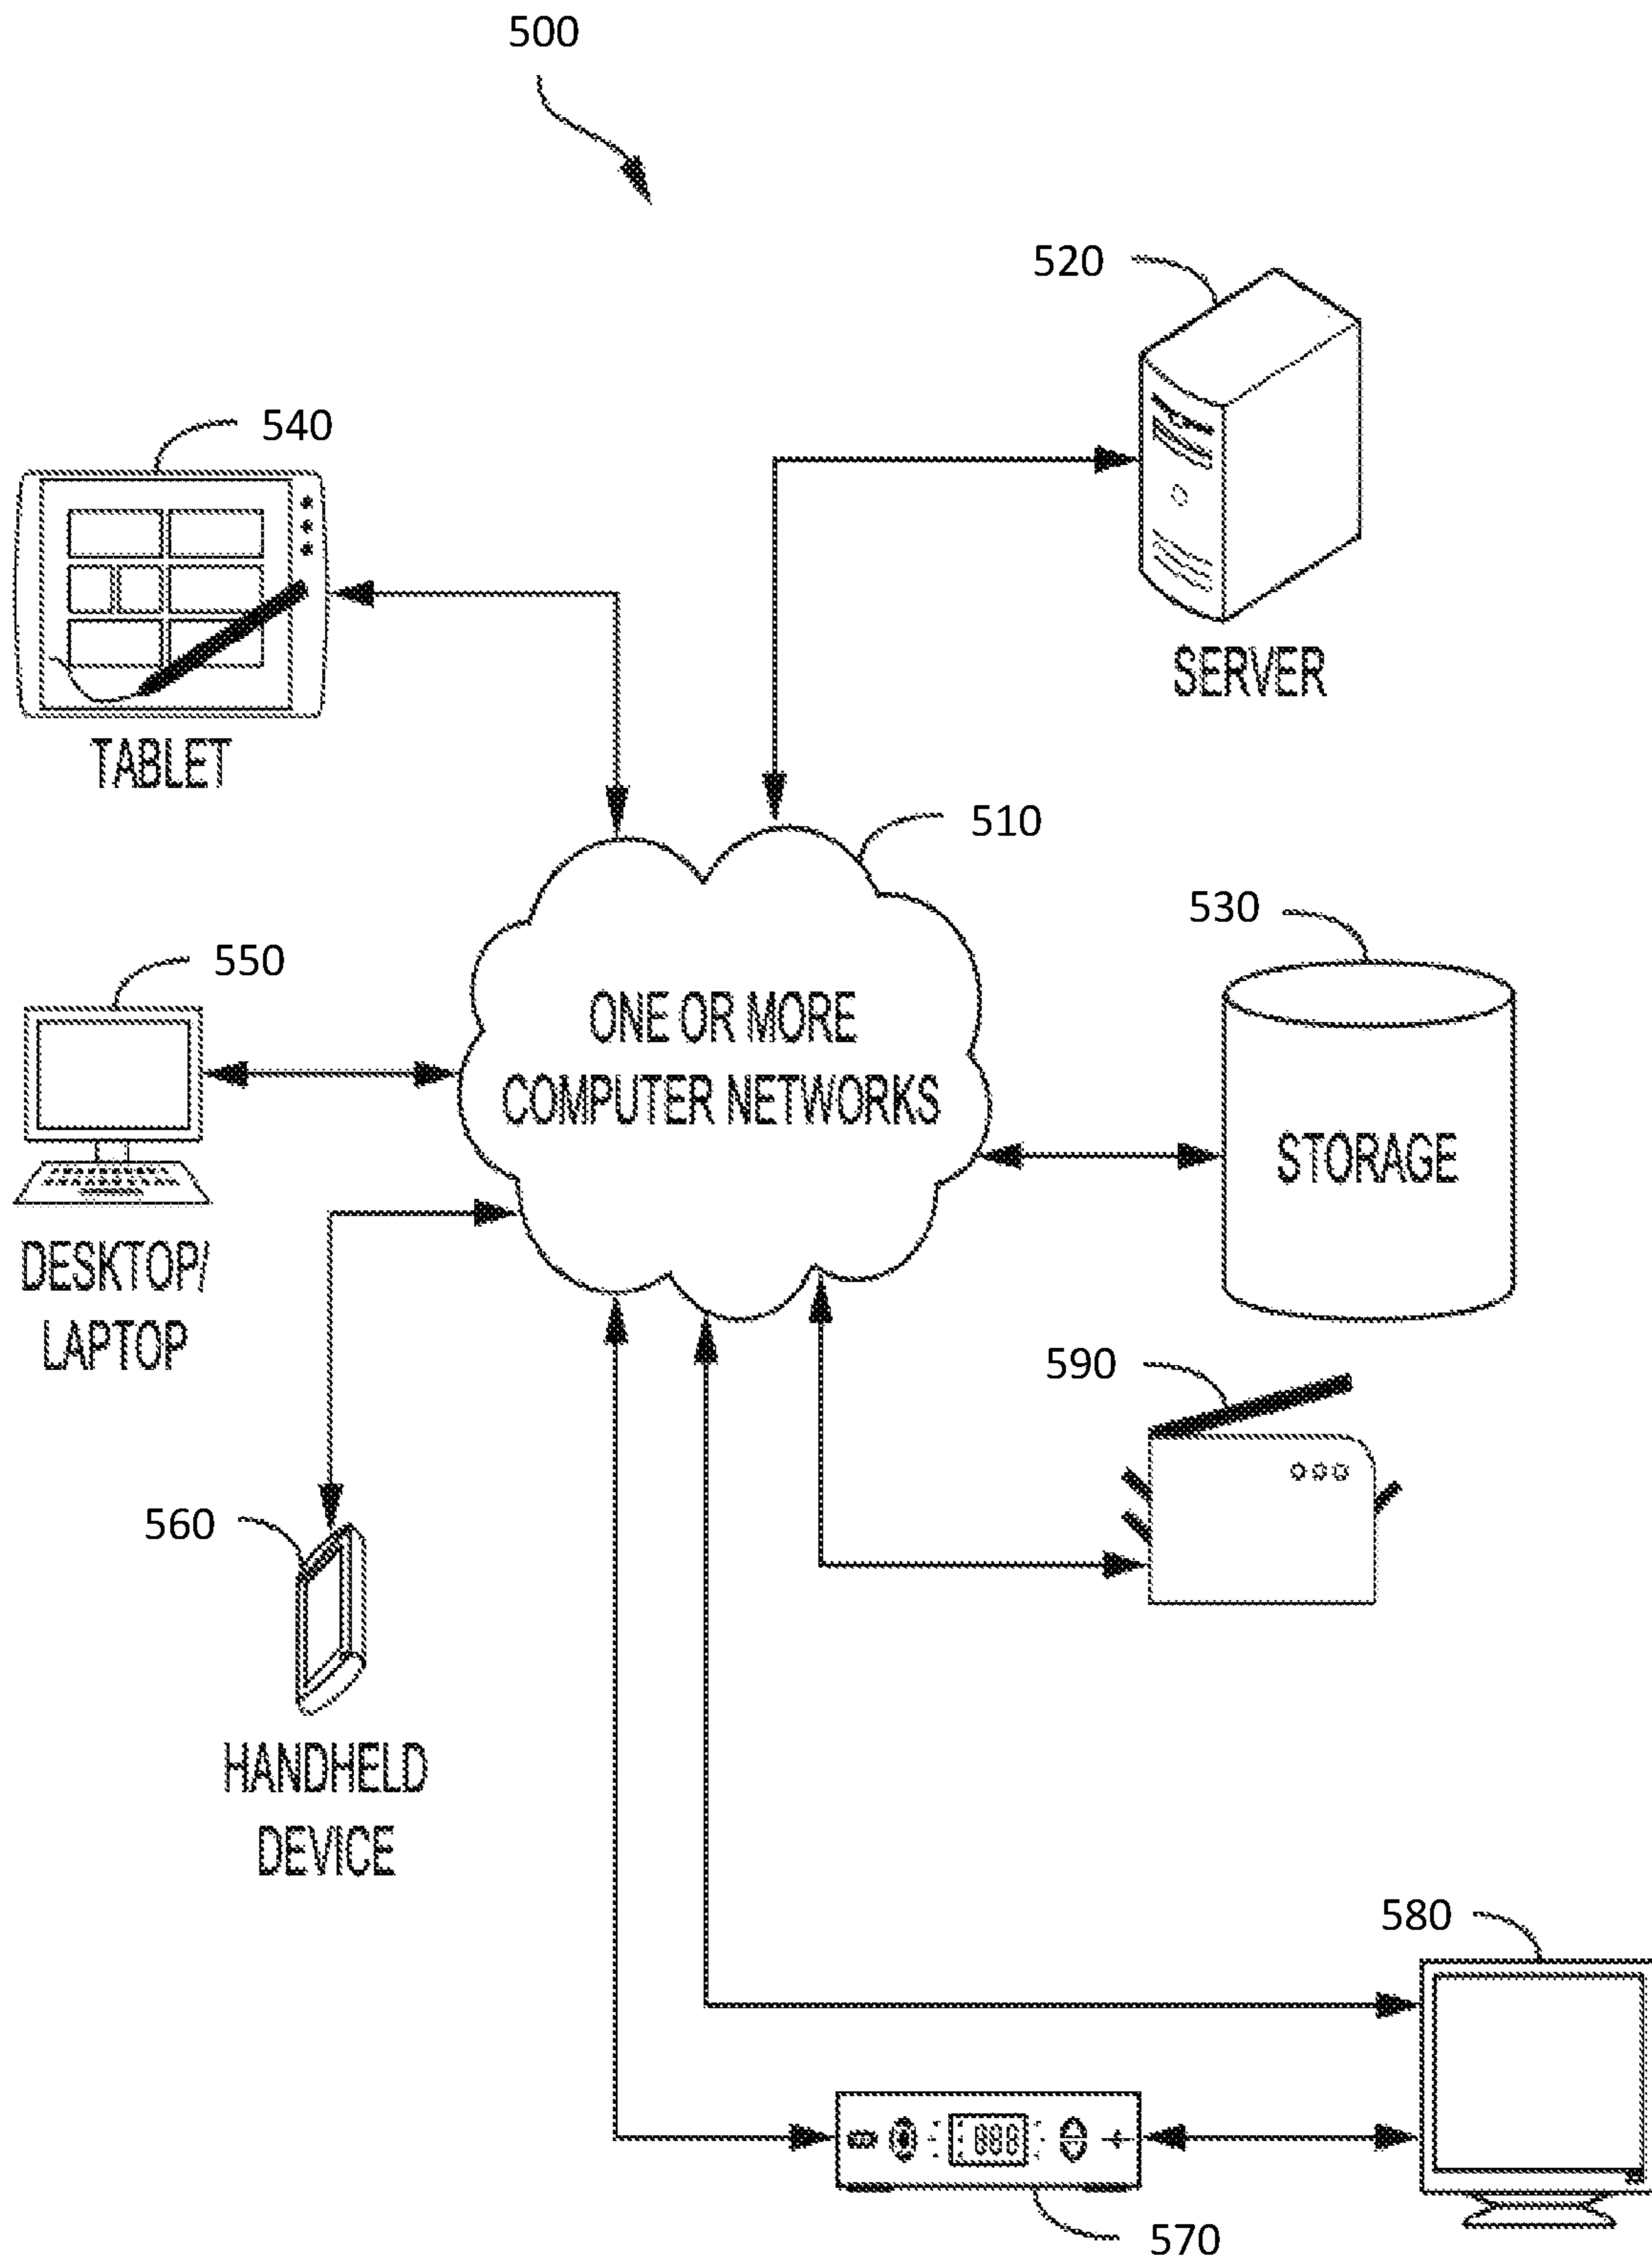 500
520
540
SERVER
TABLET
510
530
550
ONE OR MORE
COMPUTER NETWORKS
STORAGE
DESKTOP/
LAPTOP
590
560
HANDHELD
DEVICE
580
888
570